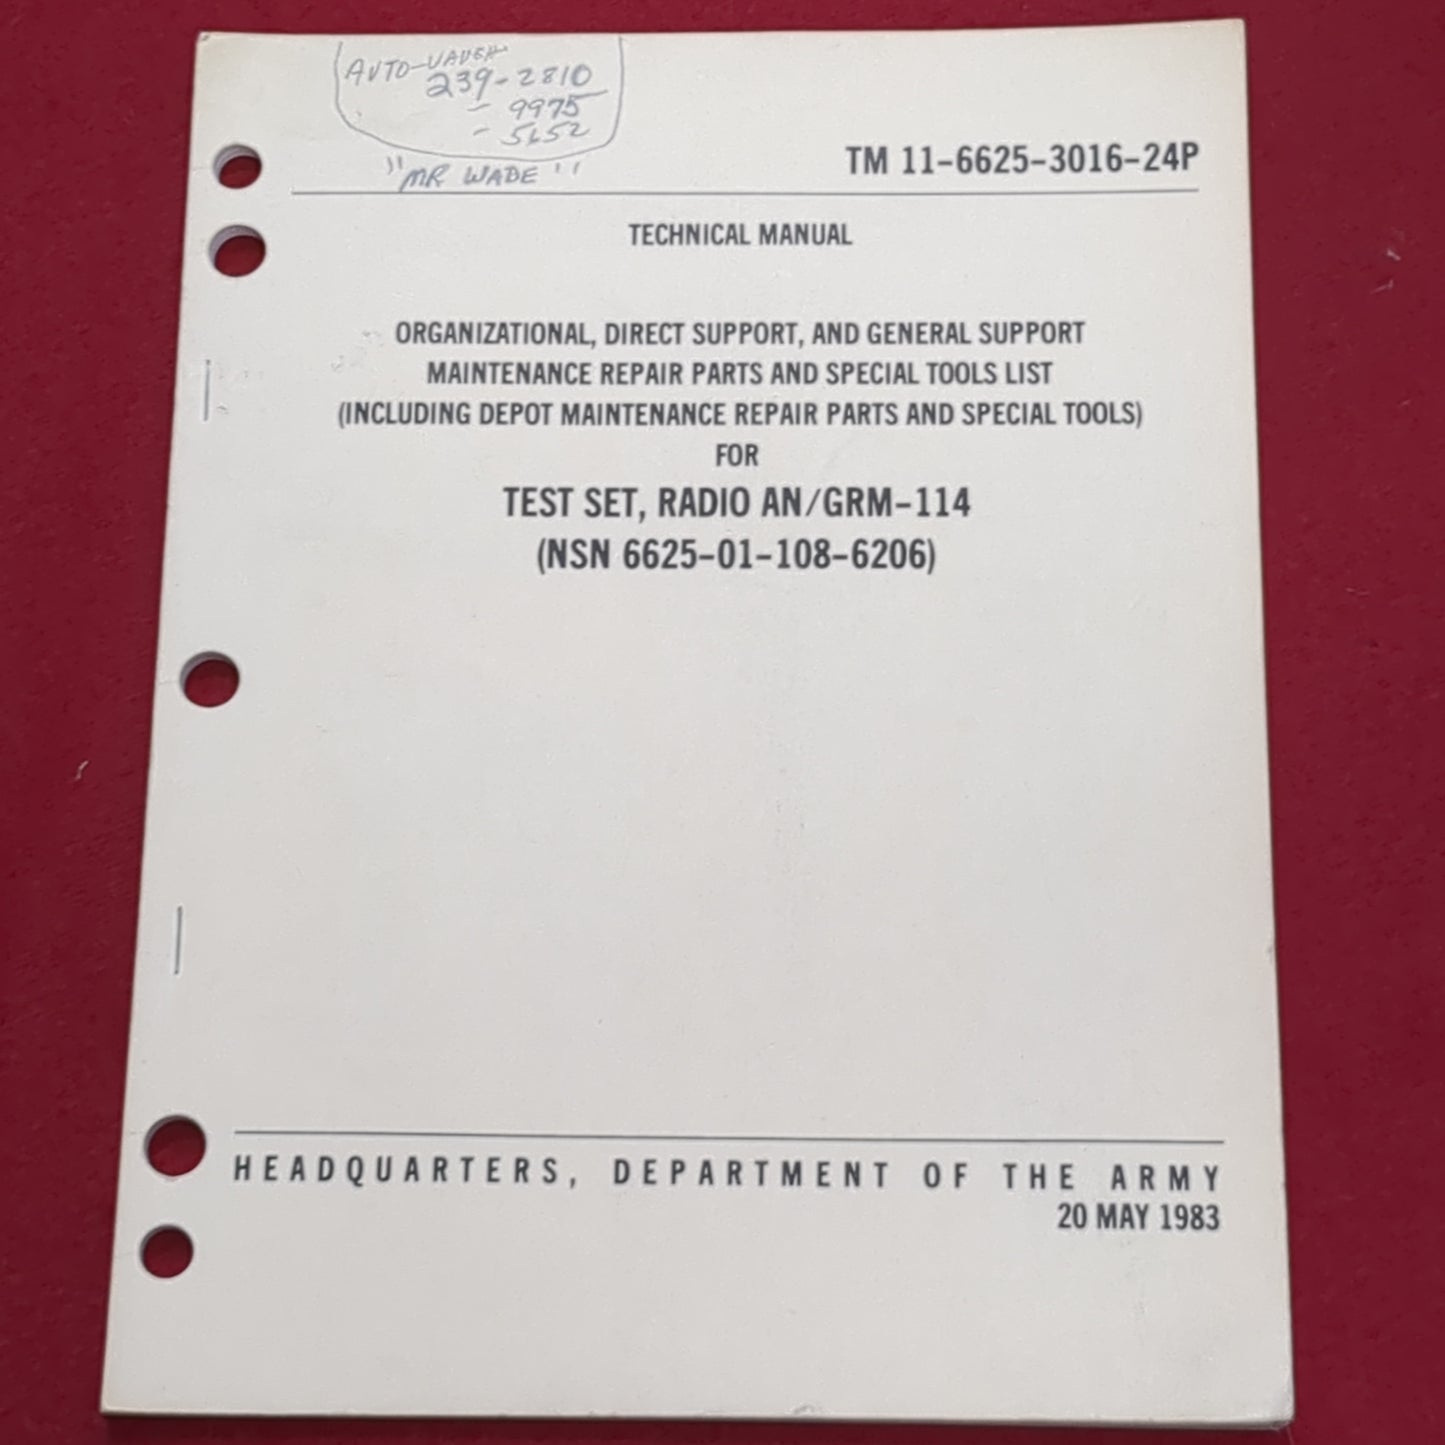 AUTO-VAUGH
239-2810
- 9975
- 5652
"MR WADE"
TM 11-6625-3016-24P
TECHNICAL MANUAL
ORGANIZATIONAL, DIRECT SUPPORT, AND GENERAL SUPPORT
MAINTENANCE REPAIR PARTS AND SPECIAL TOOLS LIST
(INCLUDING DEPOT MAINTENANCE REPAIR PARTS AND SPECIAL TOOLS)
FOR
TEST SET, RADIO AN/GRM-114
(NSN 6625-01-108-6206)
HEADQUARTERS, DEPARTMENT OF THE ARMY
20 MAY 1983